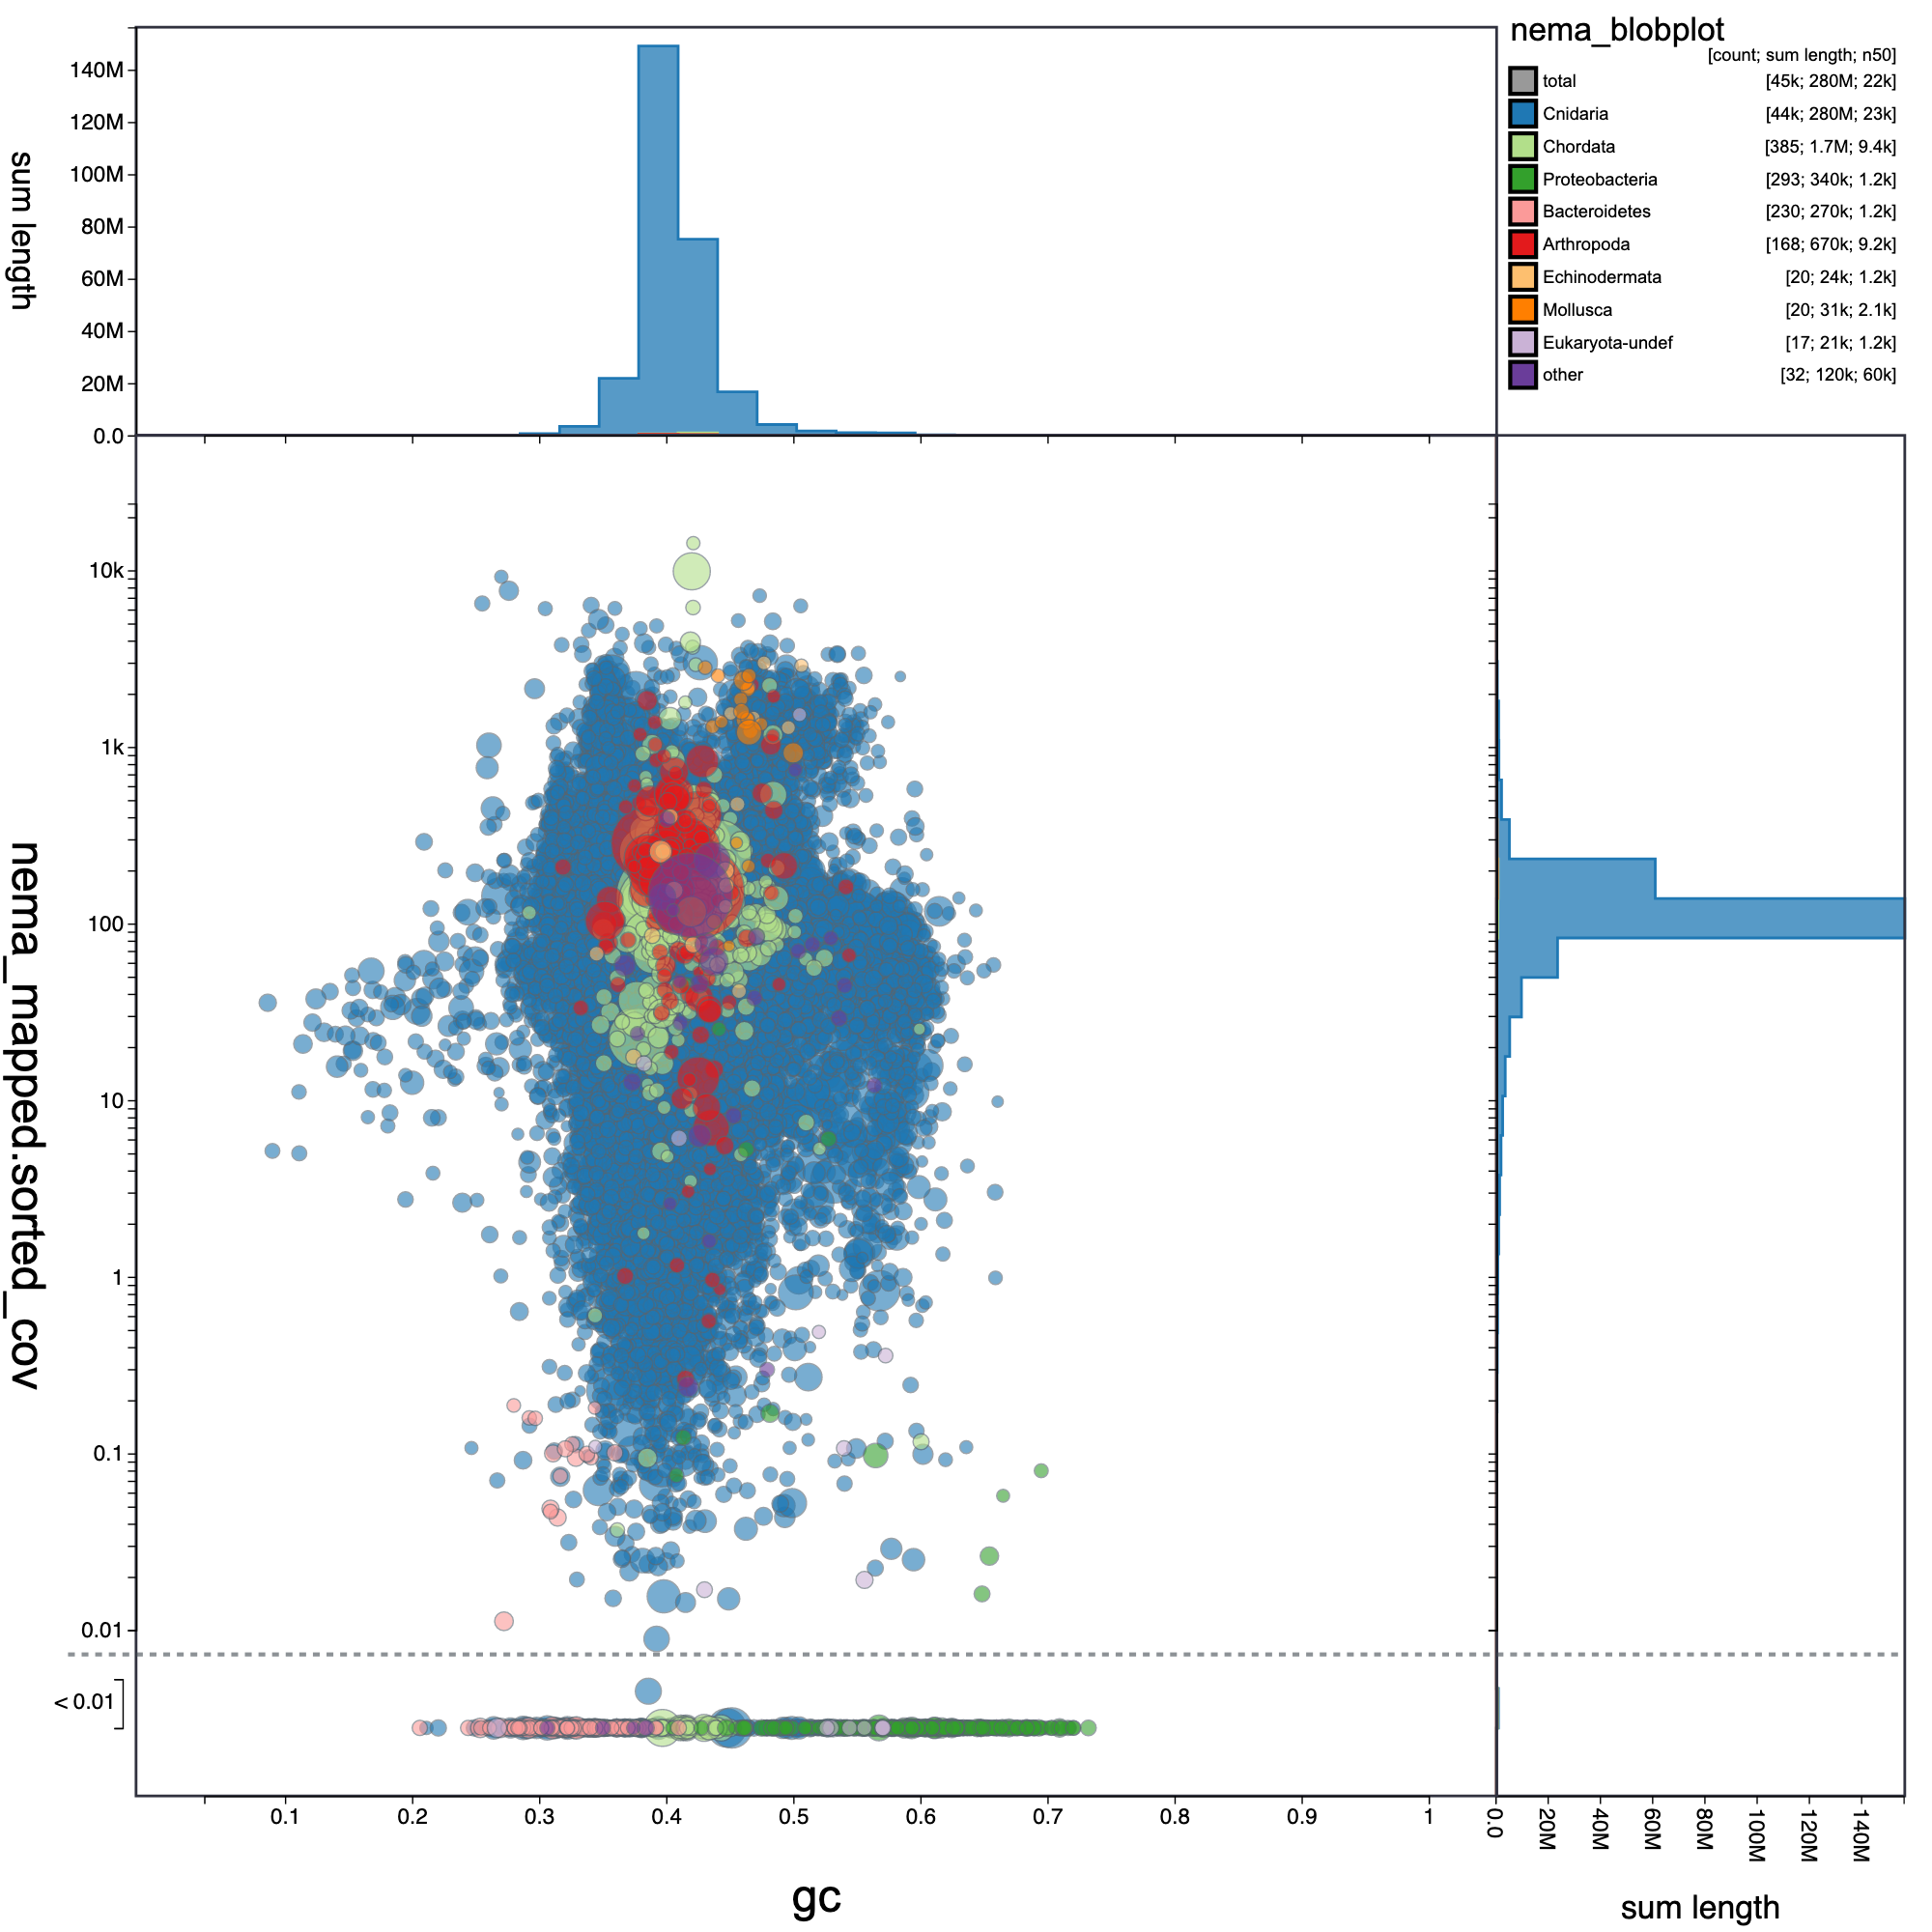 nema_blobplot
[count; sum length; n50]
total [45k; 280M; 22k]
Cnidaria [44k; 280M; 23k]
Chordata [385; 1.7M; 9.4k]
Proteobacteria [293; 340k; 1.2k]
Bacteroidetes [230; 270k; 1.2k]
Arthropoda [168; 670k; 9.2k]
Echinodermata [20; 24k; 1.2k]
Mollusca [20; 31k; 2.1k]
Eukaryota-undef [17; 21k; 1.2k]
other [32; 120k; 60k]
sum length
140M
120M
100M
80M
60M
40M
20M
0.0
nema_mapped.sorted_cov
10k
1k
100
10
1
0.1
0.01
< 0.01
0.1 0.2 0.3 0.4 0.5 0.6 0.7 0.8 0.9 1
gc
0.0 20M 40M 60M 80M 100M 120M 140M
sum length